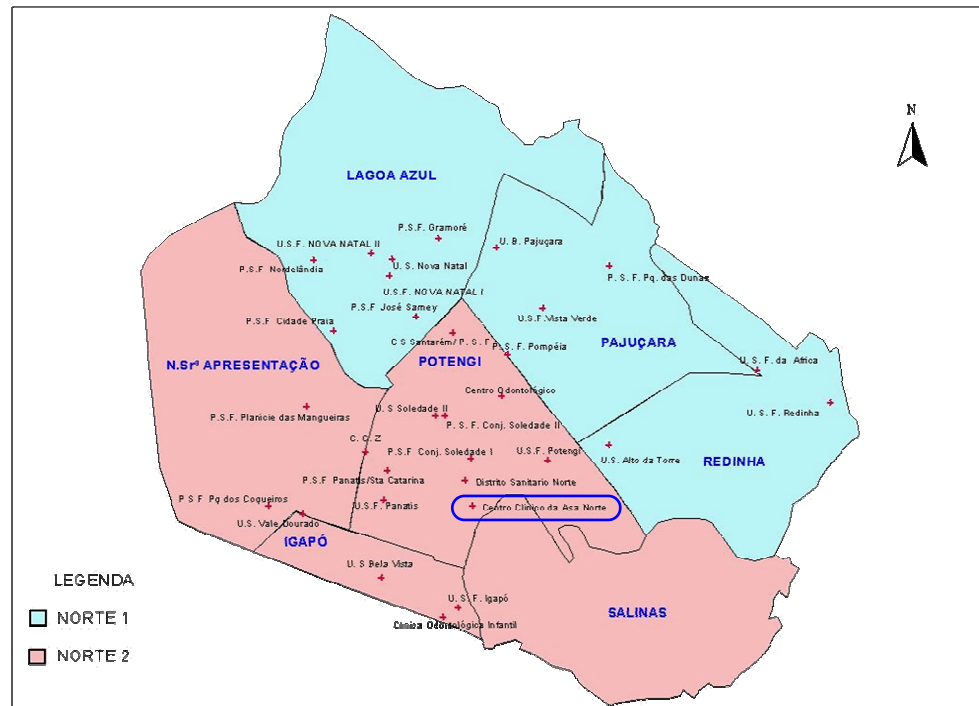 N
LAGOA AZUL
P.S.F. Gramoré
U.S.F. NOVA NATAL II
U. B. Pajuçara
P.S.F Nordelândia
U. S. Nova Natal
P. S. F. Pq. das Dunas
U.S.F. NOVA NATAL I
P.S.F José Sarney
U.S.F. Vista Verde
P.S.F. Cidade Praia
C S Santarém / P. S. F
P. S. F. Pompéia
PAJUÇARA
N.Srª APRESENTAÇÃO
POTENGI
U. S. F. da Africa
Centro Odontológico
P.S.F. Planicie das Mangueiras
U S Soledade II
U. S. F. Redinha
P. S. F. Conj. Soledade II
C. C. Z
P.S.F Conj. Soledade I
U.S.F. Potengi
U.S. Alto da Torre
REDINHA
P.S.F Panatis/Sta Catarina
Distrito Sanitario Norte
P S F Pq dos Coqueiros
U.S.F. Panatis
Centro Clinico da Asa Norte
U.S. Vale Dourado
IGAPÓ
U. S Bela Vista
LEGENDA
U. S. F. Igapó
SALINAS
NORTE 1
Clinica Odontológica Infantil
NORTE 2